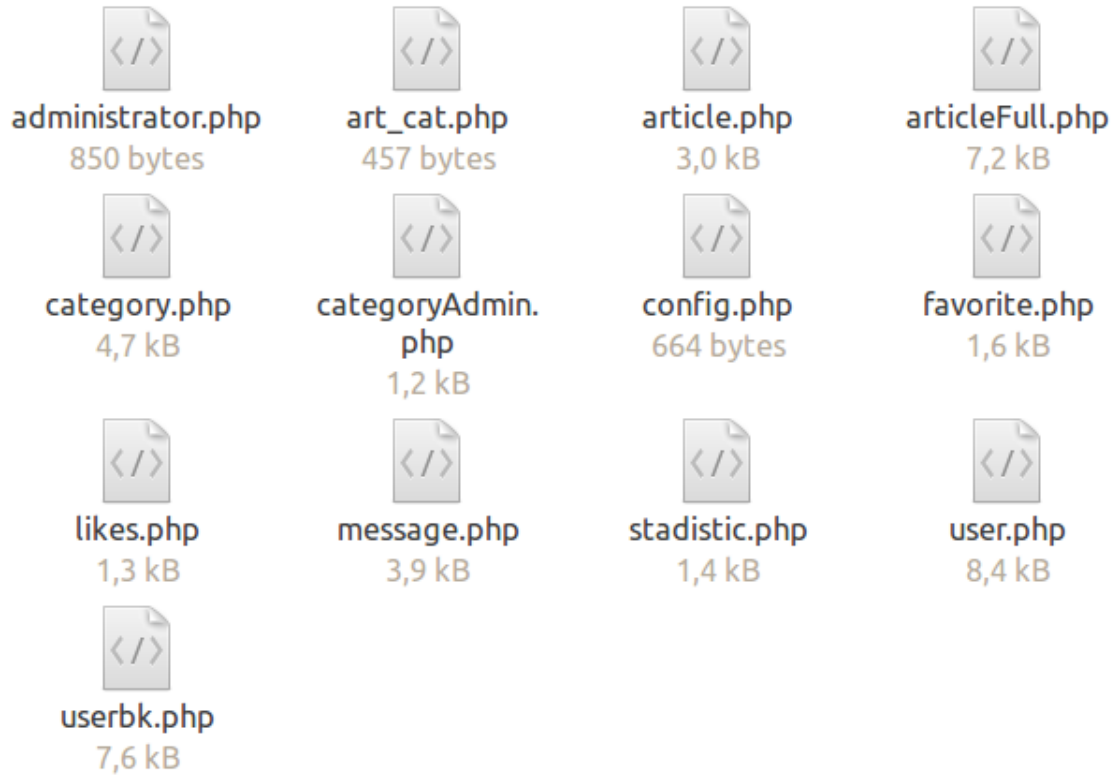 administrator.php art_cat.php article.php articleFull.php
850 bytes 457 bytes 3,0 kB 7,2 kB
category.php categoryAdmin. config.php favorite.php
php
4,7 kB 664 bytes 1,6 kB
1,2 kB
likes.php message.php stadistic.php user.php
1,3 kB 3,9 kB 1,4 kB 8,4 kB
userbk.php
7,6 kB